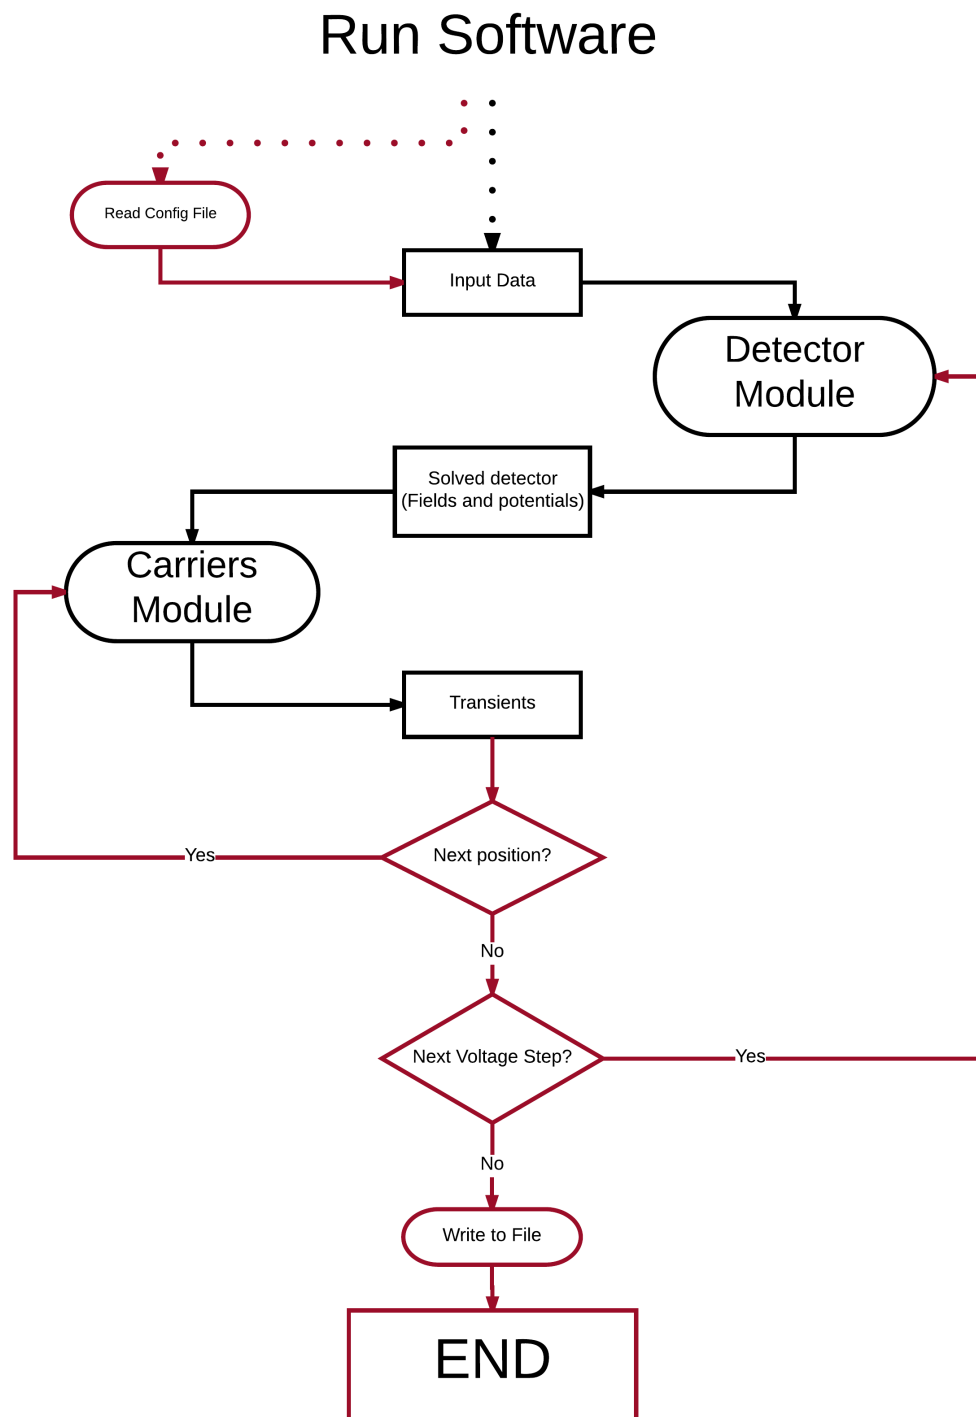 Run Software
Read Config File
Input Data
Detector
Module
Solved detector
(Fields and potentials)
Carriers
Module
Transients
Next position?
Yes
No
Next Voltage Step?
Yes
No
Write to File
END